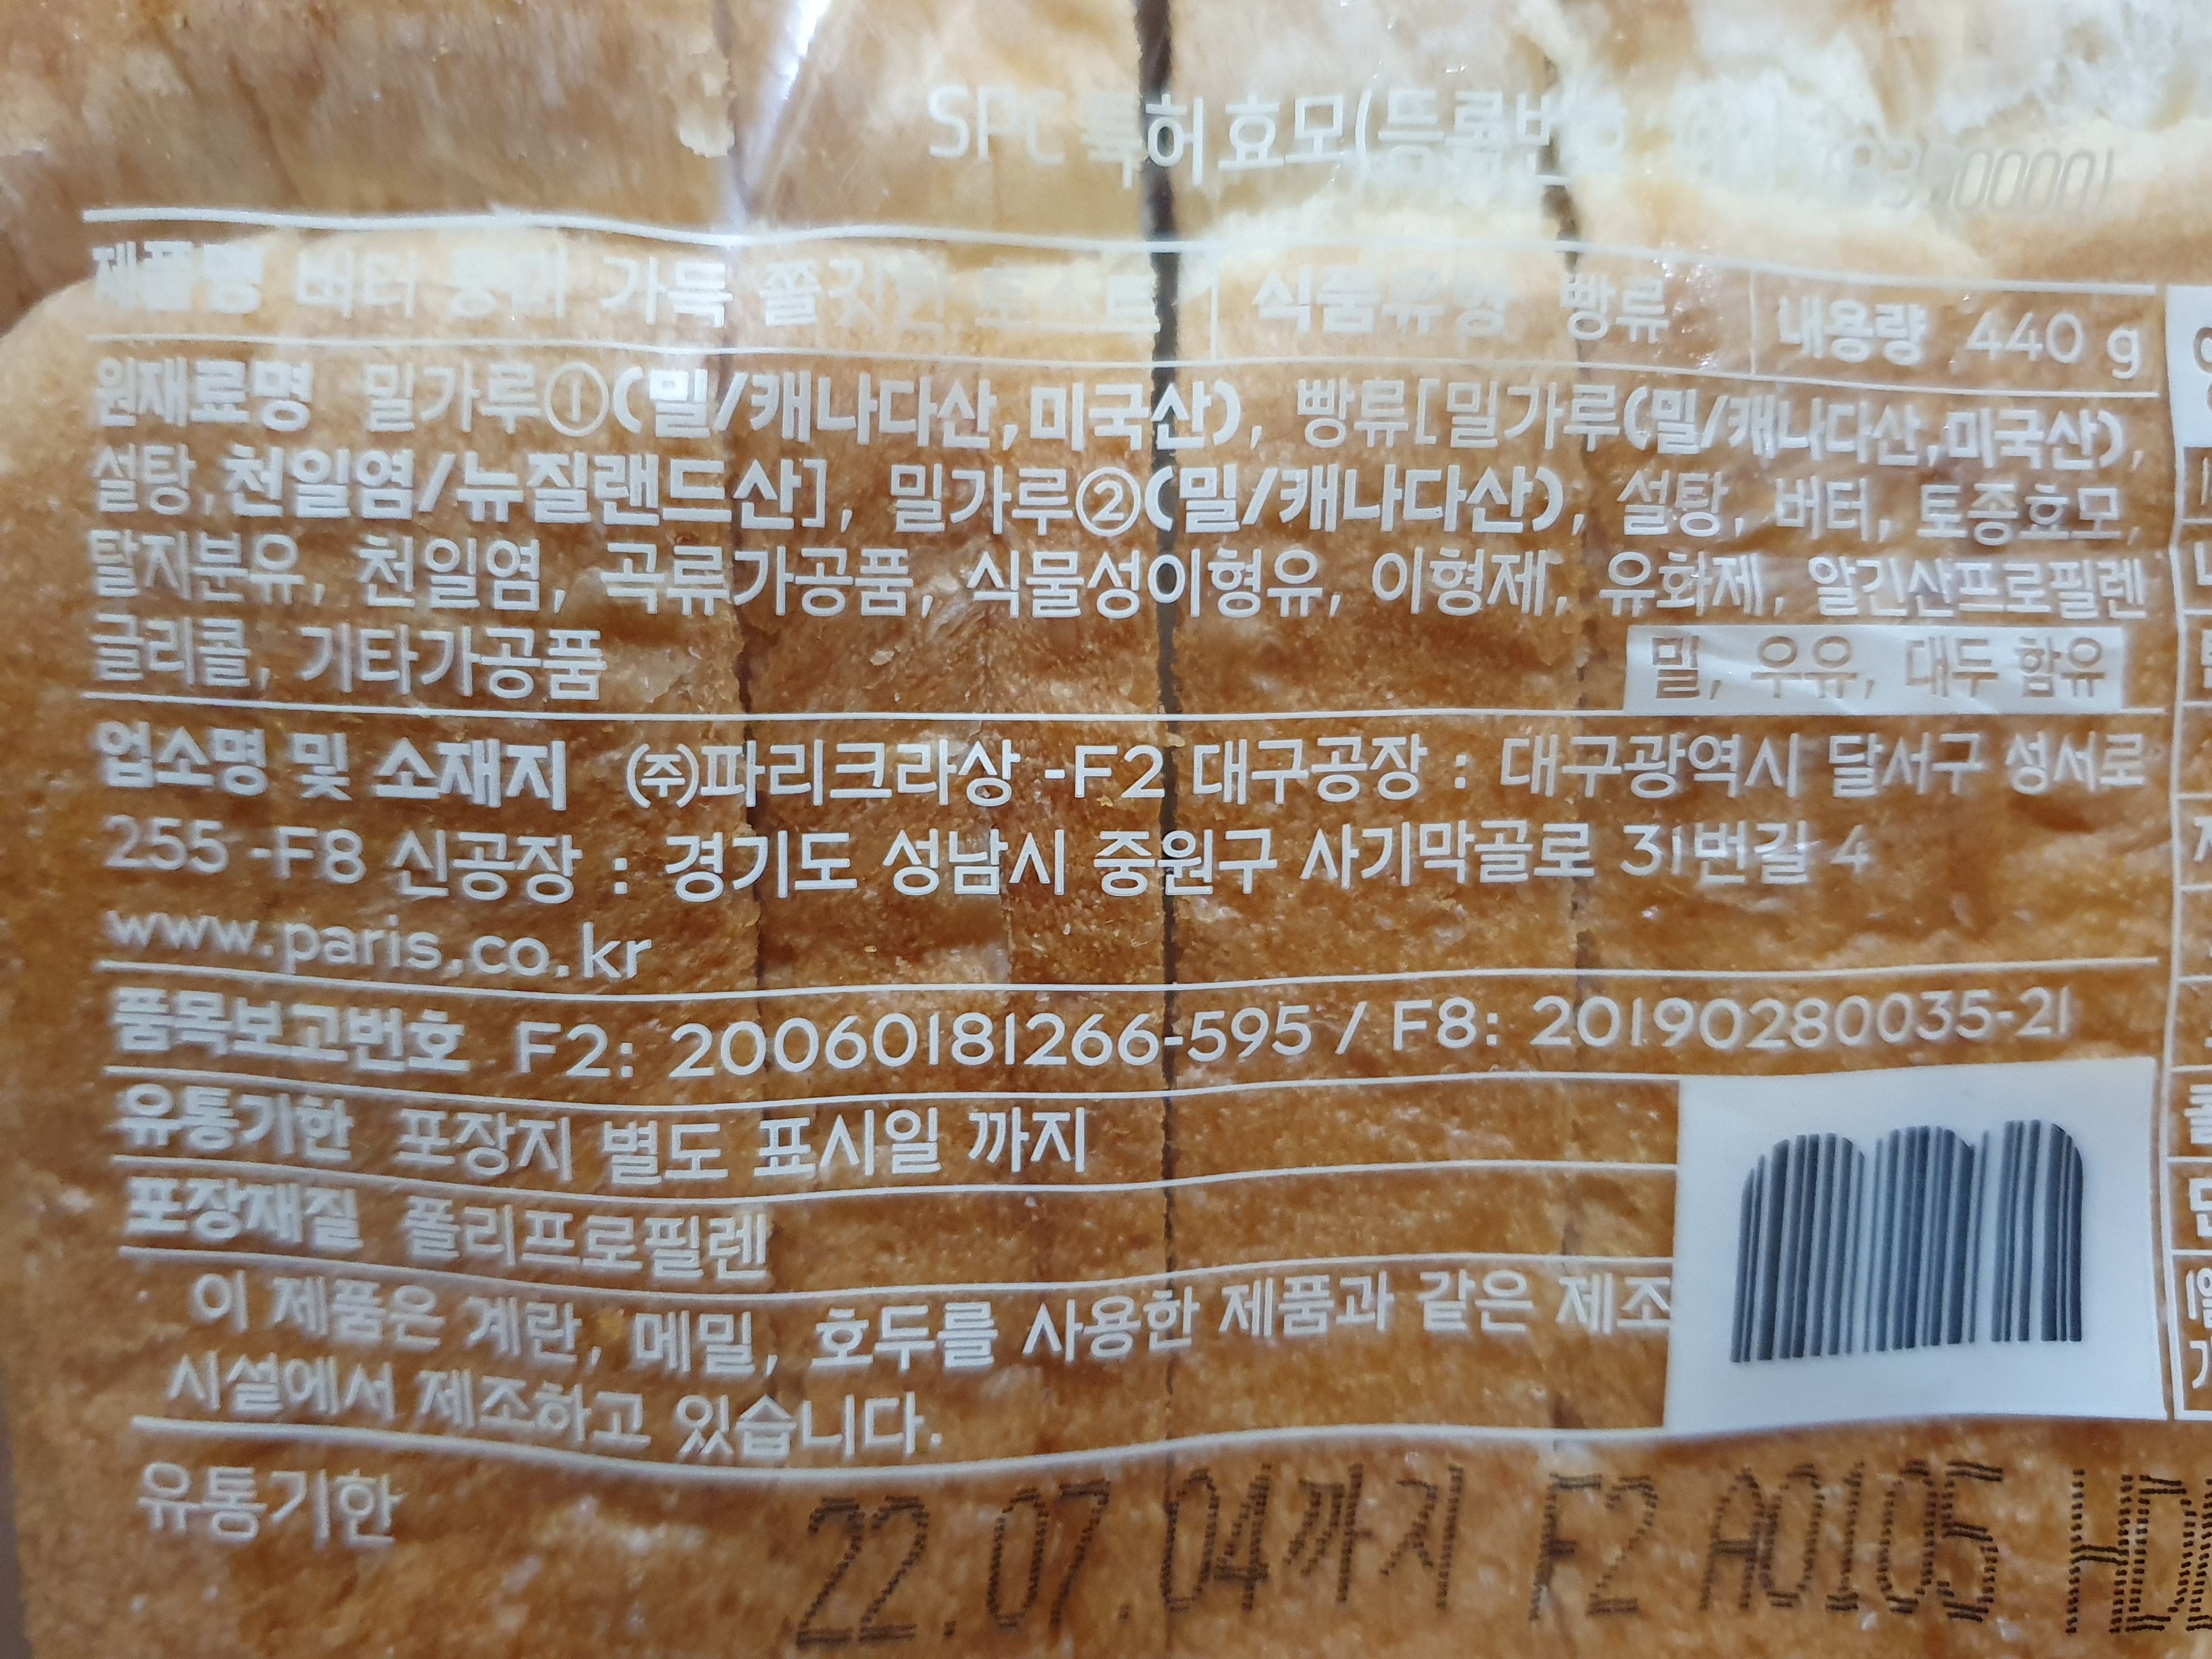 SPC 특허효모(등록번호
제품명 버터 풍미 가득 쫄깃한 토스트 식품유형 빵류 내용량 440 g
원재료명 밀가루①(밀/캐나다산,미국산), 빵류[밀가루(밀/캐나다산,미국산),
설탕,천일염/뉴질랜드산], 밀가루②(밀/캐나다산), 설탕, 버터, 토종효모,
탈지분유, 천일염, 곡류가공품, 식물성이형유, 이형제, 유화제, 알긴산프로필렌
글리콜, 기타가공품
밀, 우유, 대두 함유
업소명 및 소재지 ㈜파리크라상 -F2 대구공장 : 대구광역시 달서구 성서로
255 -F8 신공장 : 경기도 성남시 중원구 사기막골로 31번길 4
www.paris.co.kr
품목보고번호 F2: 20060181266-595 / F8: 20190280035-21
유통기한 포장지 별도 표시일 까지
포장재질 폴리프로필렌
이 제품은 계란, 메밀, 호두를 사용한 제품과 같은 제조
시설에서 제조하고 있습니다.
유통기한 22.07.04까지 F2 A0105